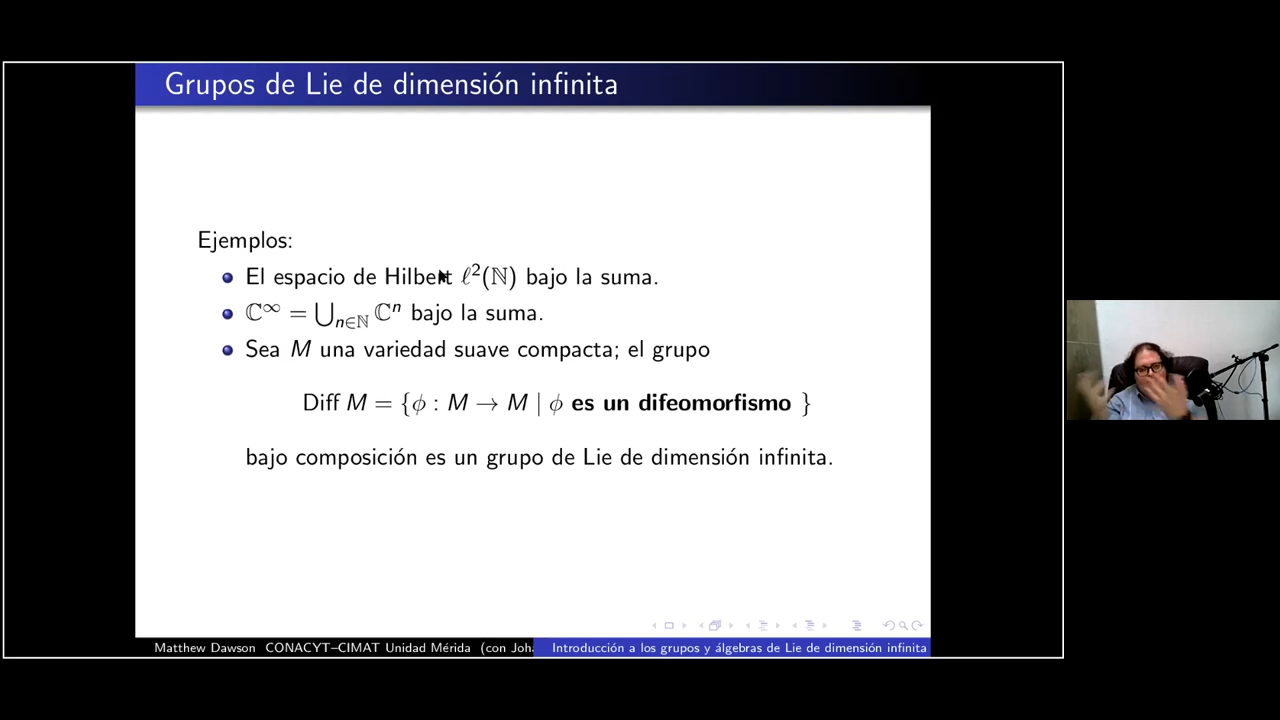 Grupos de Lie de dimensión infinita
Ejemplos:
El espacio de Hilbert ℓ²(ℕ) bajo la suma.
ℂ^∞ = ⋃_{n∈ℕ} ℂⁿ bajo la suma.
Sea M una variedad suave compacta; el grupo
Diff M = {ϕ : M → M | ϕ es un difeomorfismo }
bajo composición es un grupo de Lie de dimensión infinita.
Matthew Dawson CONACYT–CIMAT Unidad Mérida (con Joha
Introducción a los grupos y álgebras de Lie de dimensión infinita